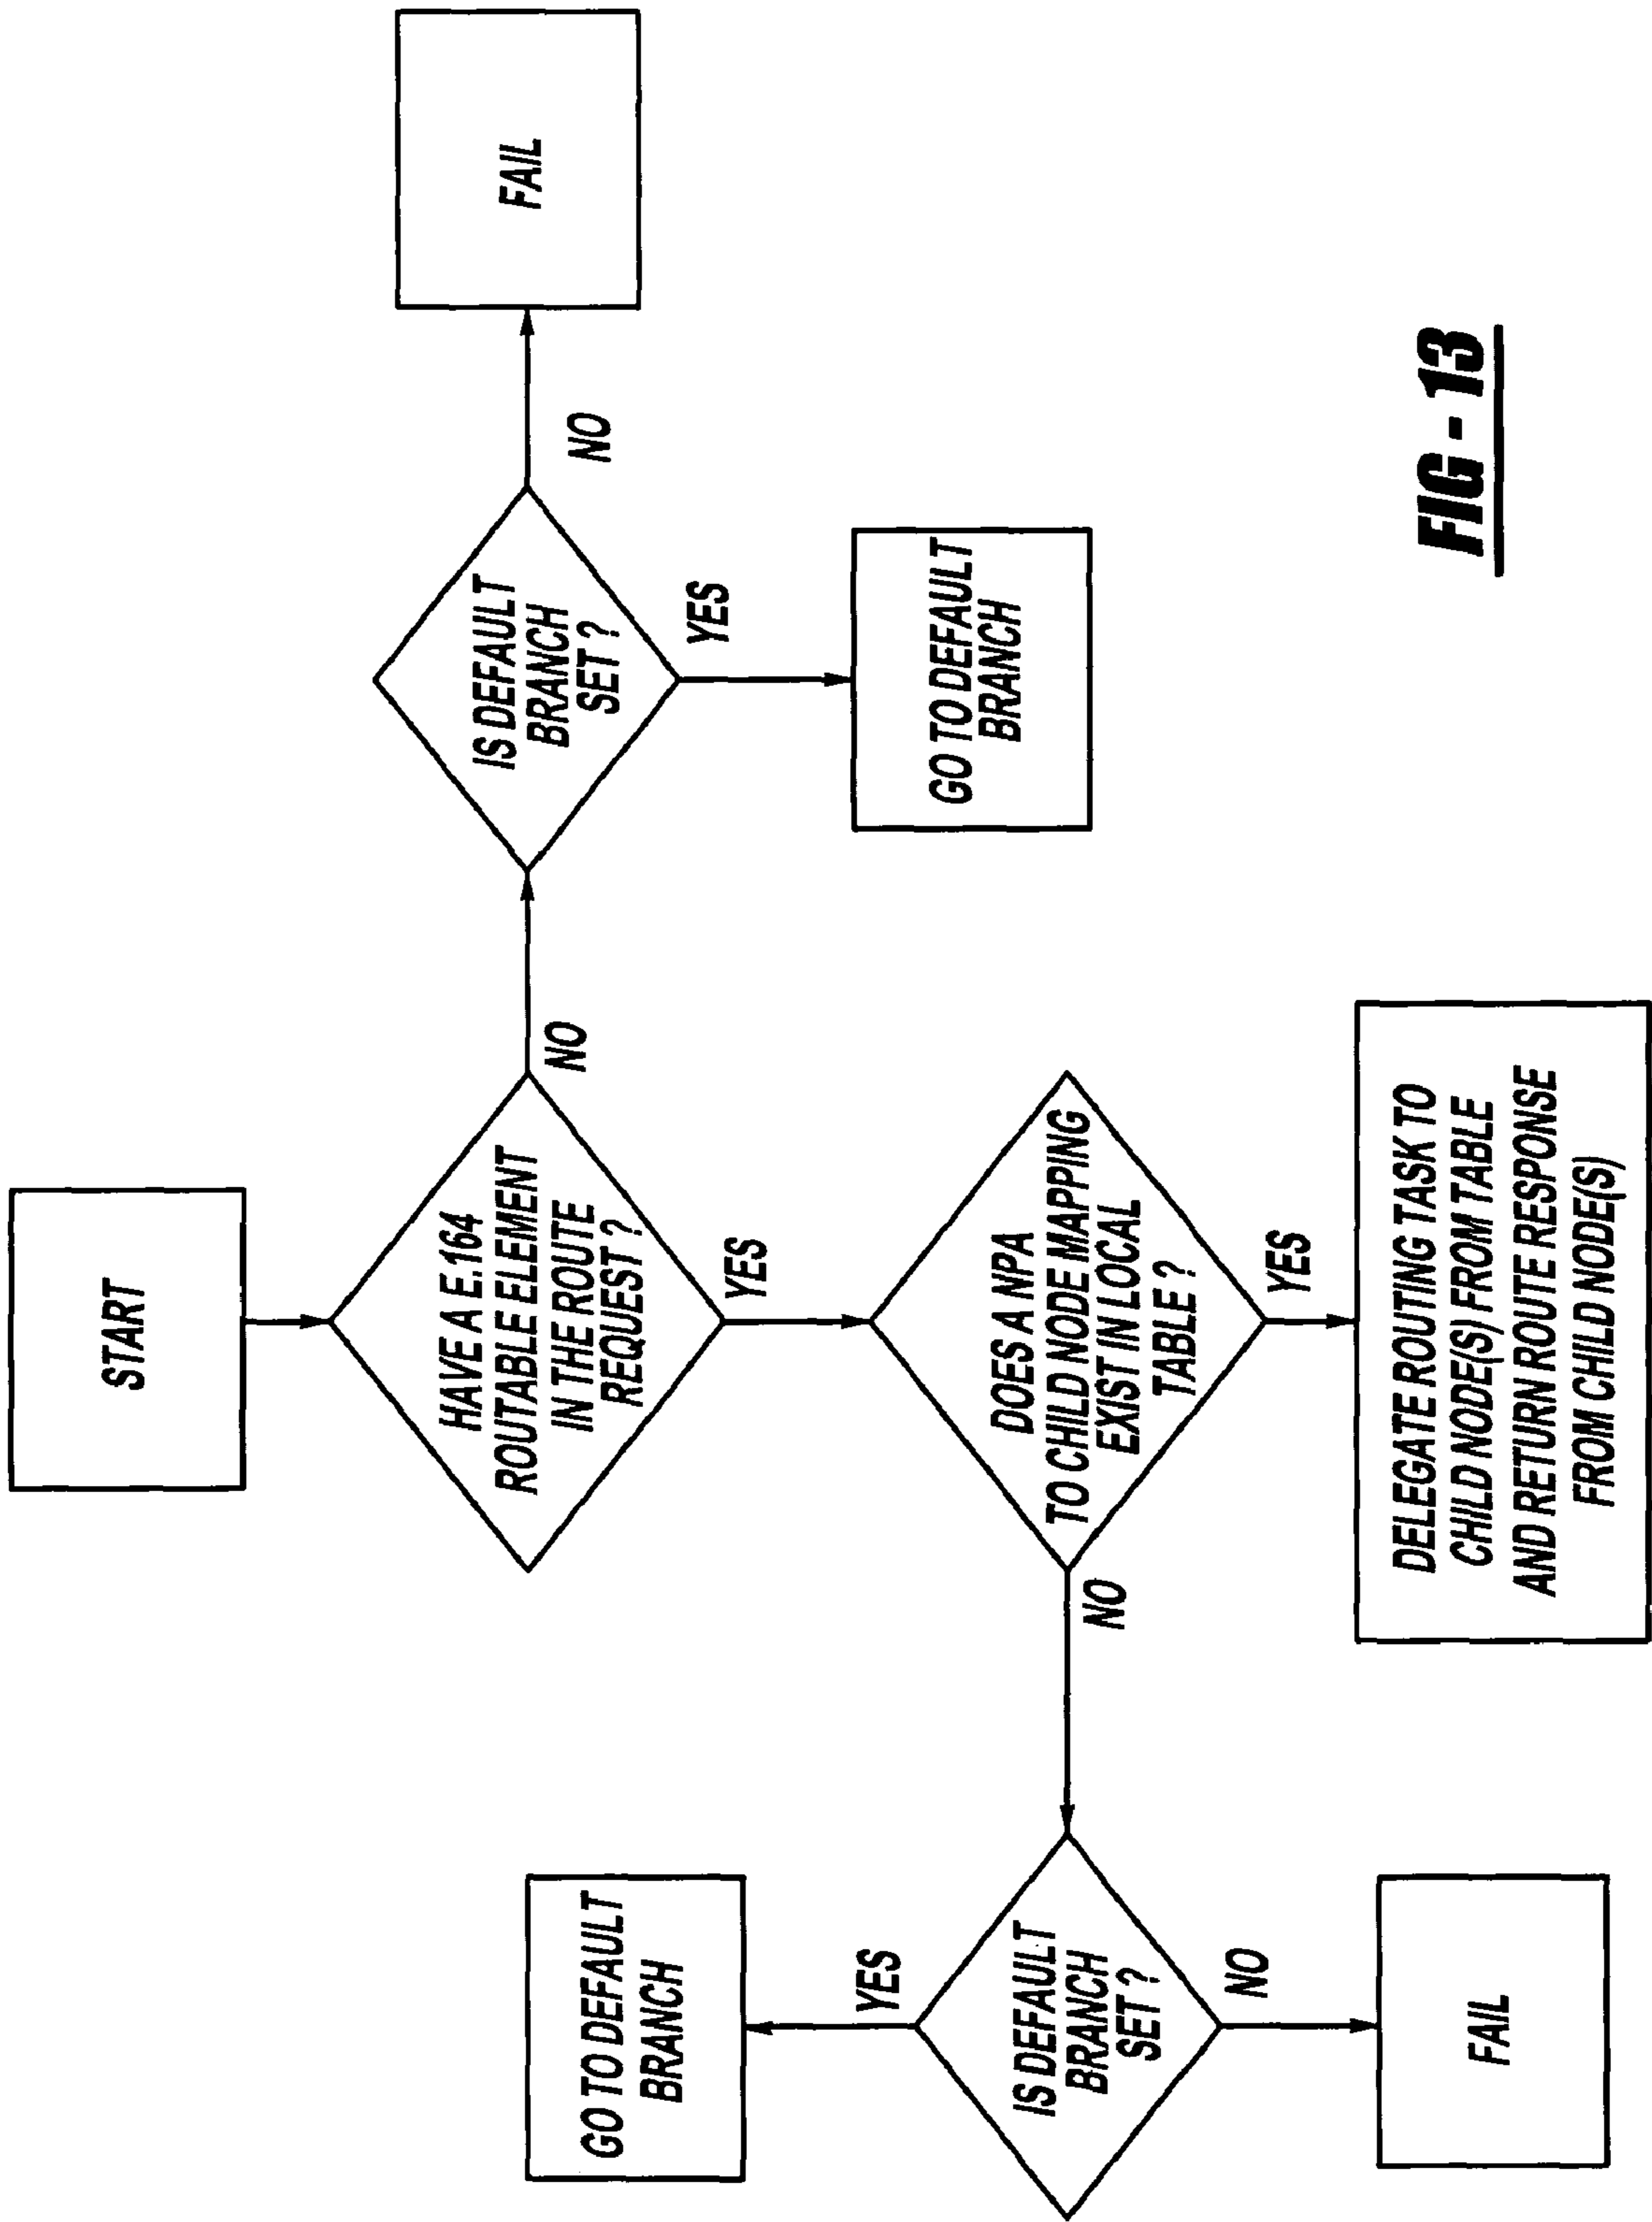 START
HAVE A E.164
ROUTABLE ELEMENT
IN THE ROUTE
REQUEST ?
NO
IS DEFAULT
BRANCH
SET ?
NO
FAIL
YES
GO TO DEFAULT
BRANCH
YES
DOES A NPA
TO CHILD NODE MAPPING
EXIST IN LOCAL
TABLE ?
NO
IS DEFAULT
BRANCH
SET ?
YES
GO TO DEFAULT
BRANCH
NO
FAIL
YES
DELEGATE ROUTING TASK TO
CHILD NODE(S) FROM TABLE
AND RETURN ROUTE RESPONSE
FROM CHILD NODE(S)
FIG - 13